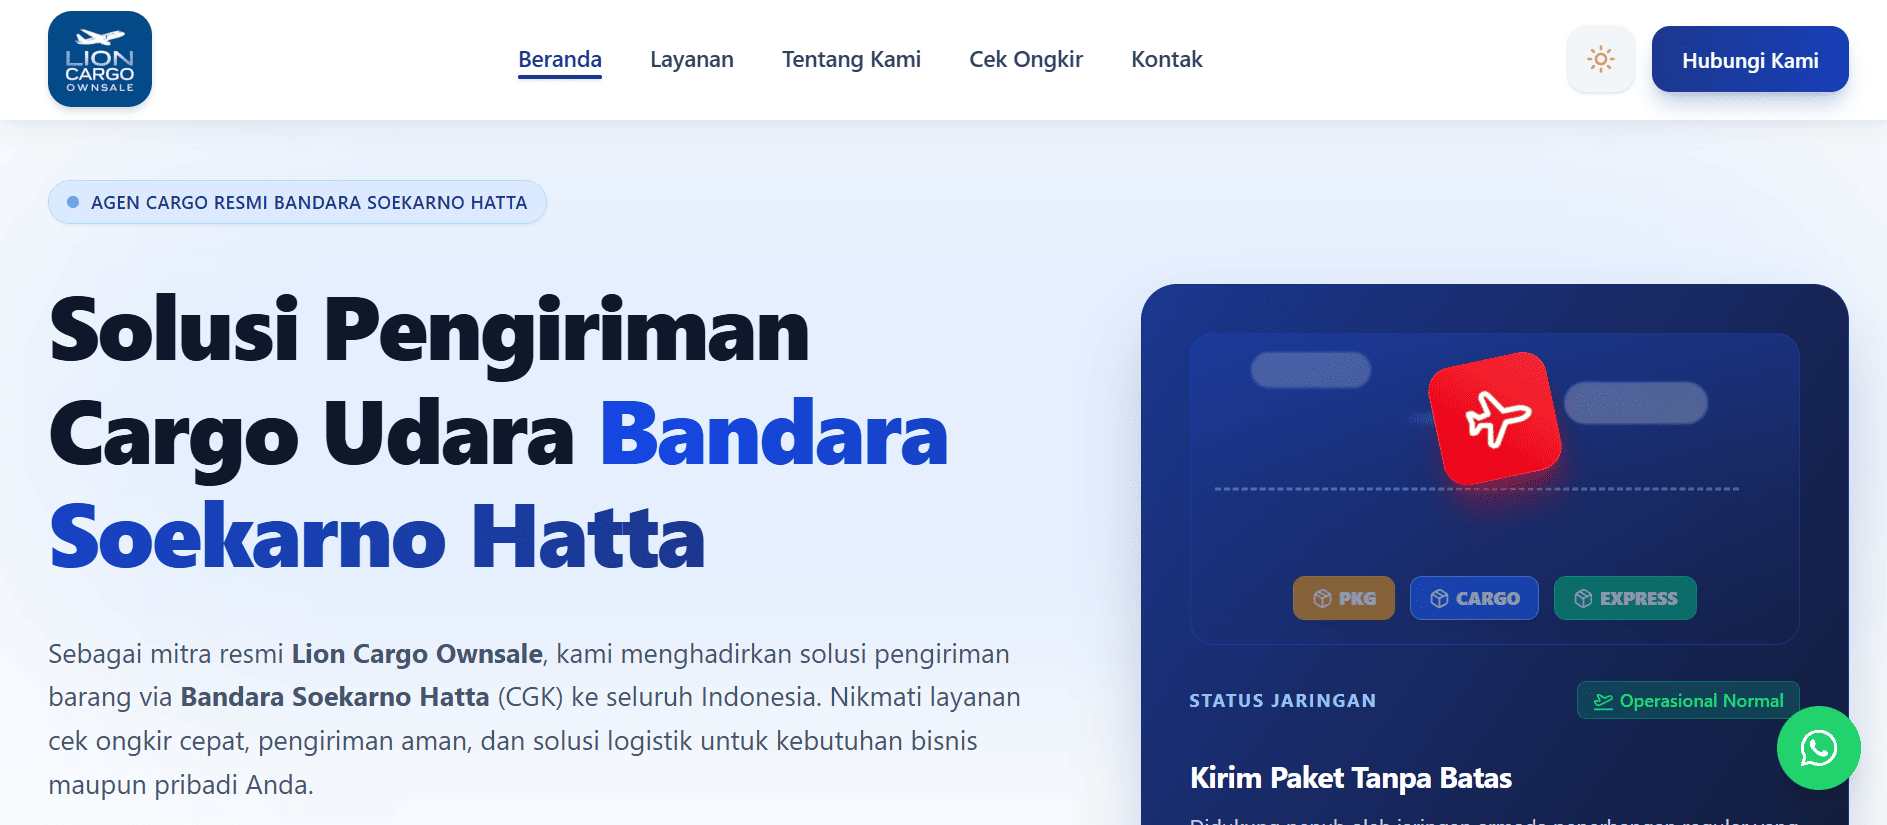 LION
CARGO
OWNSALE
Beranda
Layanan
Tentang Kami
Cek Ongkir
Kontak
Hubungi Kami
AGEN CARGO RESMI BANDARA SOEKARNO HATTA
Solusi Pengiriman
Cargo Udara Bandara
Soekarno Hatta
Sebagai mitra resmi Lion Cargo Ownsale, kami menghadirkan solusi pengiriman
barang via Bandara Soekarno Hatta (CGK) ke seluruh Indonesia. Nikmati layanan
cek ongkir cepat, pengiriman aman, dan solusi logistik untuk kebutuhan bisnis
maupun pribadi Anda.
PKG
CARGO
EXPRESS
STATUS JARINGAN
Operasional Normal
Kirim Paket Tanpa Batas